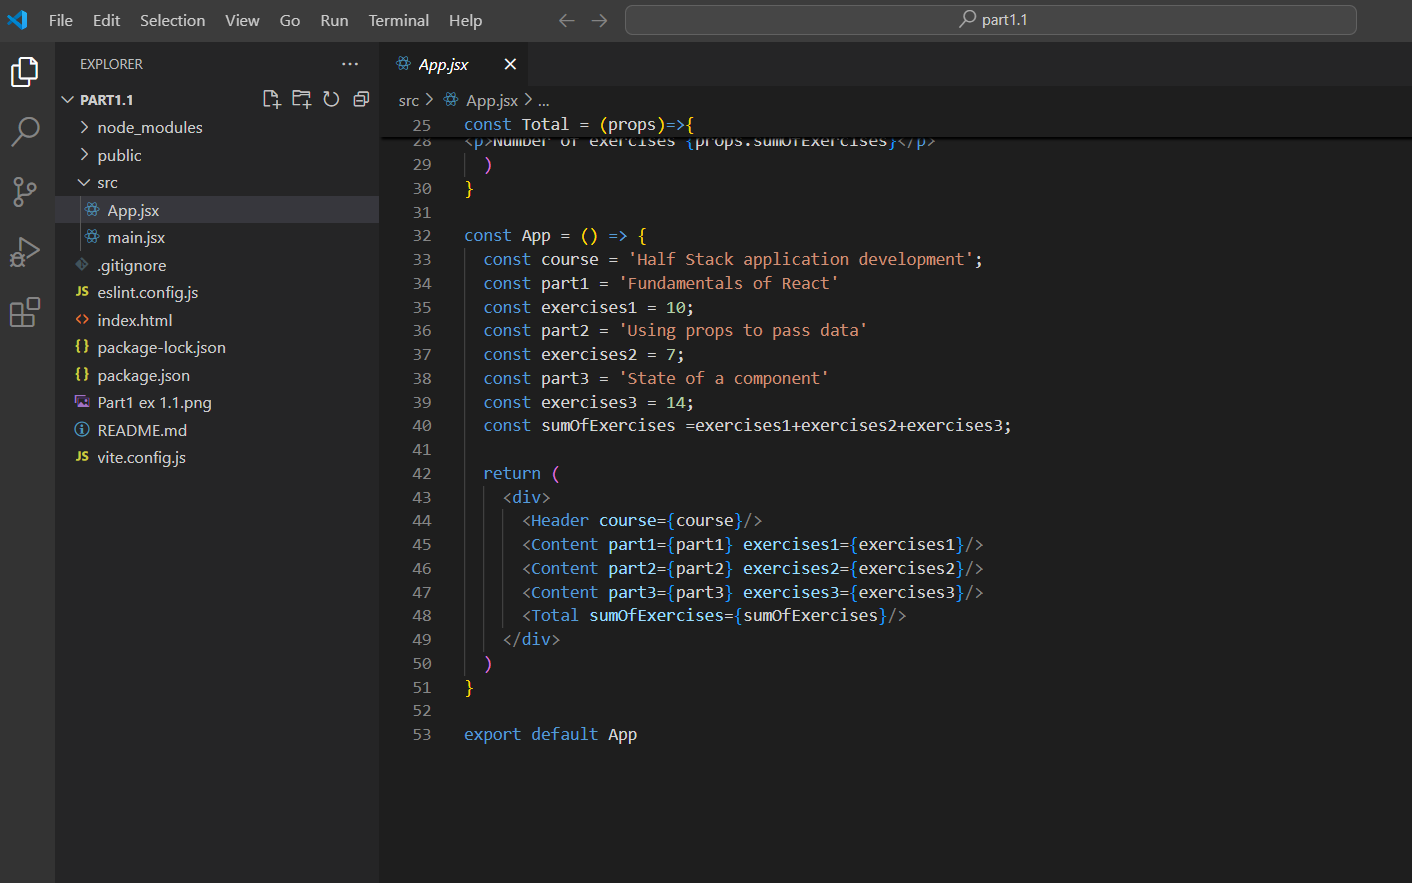 File Edit Selection View Go Run Terminal Help
part1.1
EXPLORER
App.jsx
PART1.1
node_modules
public
src
App.jsx
main.jsx
.gitignore
JS eslint.config.js
<> index.html
{} package-lock.json
{} package.json
Part1 ex 1.1.png
README.md
JS vite.config.js
src > App.jsx > ...
25 const Total = (props)=>{
28 <p>Number of exercises {props.sumOfExercises}</p>
29 )
30 }
31
32 const App = () => {
33 const course = 'Half Stack application development';
34 const part1 = 'Fundamentals of React'
35 const exercises1 = 10;
36 const part2 = 'Using props to pass data'
37 const exercises2 = 7;
38 const part3 = 'State of a component'
39 const exercises3 = 14;
40 const sumOfExercises =exercises1+exercises2+exercises3;
41
42 return (
43 <div>
44 <Header course={course}/>
45 <Content part1={part1} exercises1={exercises1}/>
46 <Content part2={part2} exercises2={exercises2}/>
47 <Content part3={part3} exercises3={exercises3}/>
48 <Total sumOfExercises={sumOfExercises}/>
49 </div>
50 )
51 }
52
53 export default App